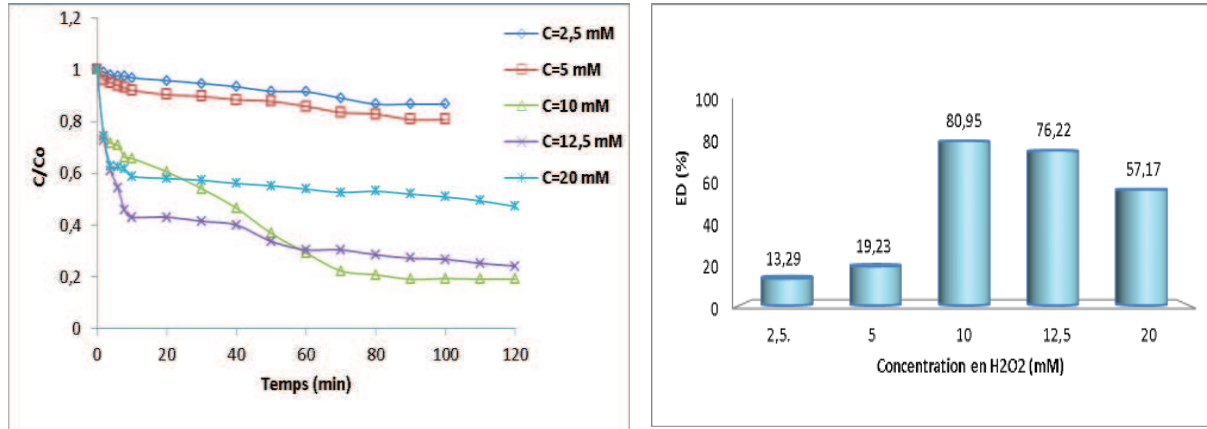 1,2
1
0,8
0,6
0,4
0,2
0
C/Co
0 20 40 60 80 100 120
Temps (min)
C=2,5 mM
C=5 mM
C=10 mM
C=12,5 mM
C=20 mM
100
80
60
40
20
0
ED (%)
13,29
19,23
80,95
76,22
57,17
2,5. 5 10 12,5 20
Concentration en H2O2 (mM)